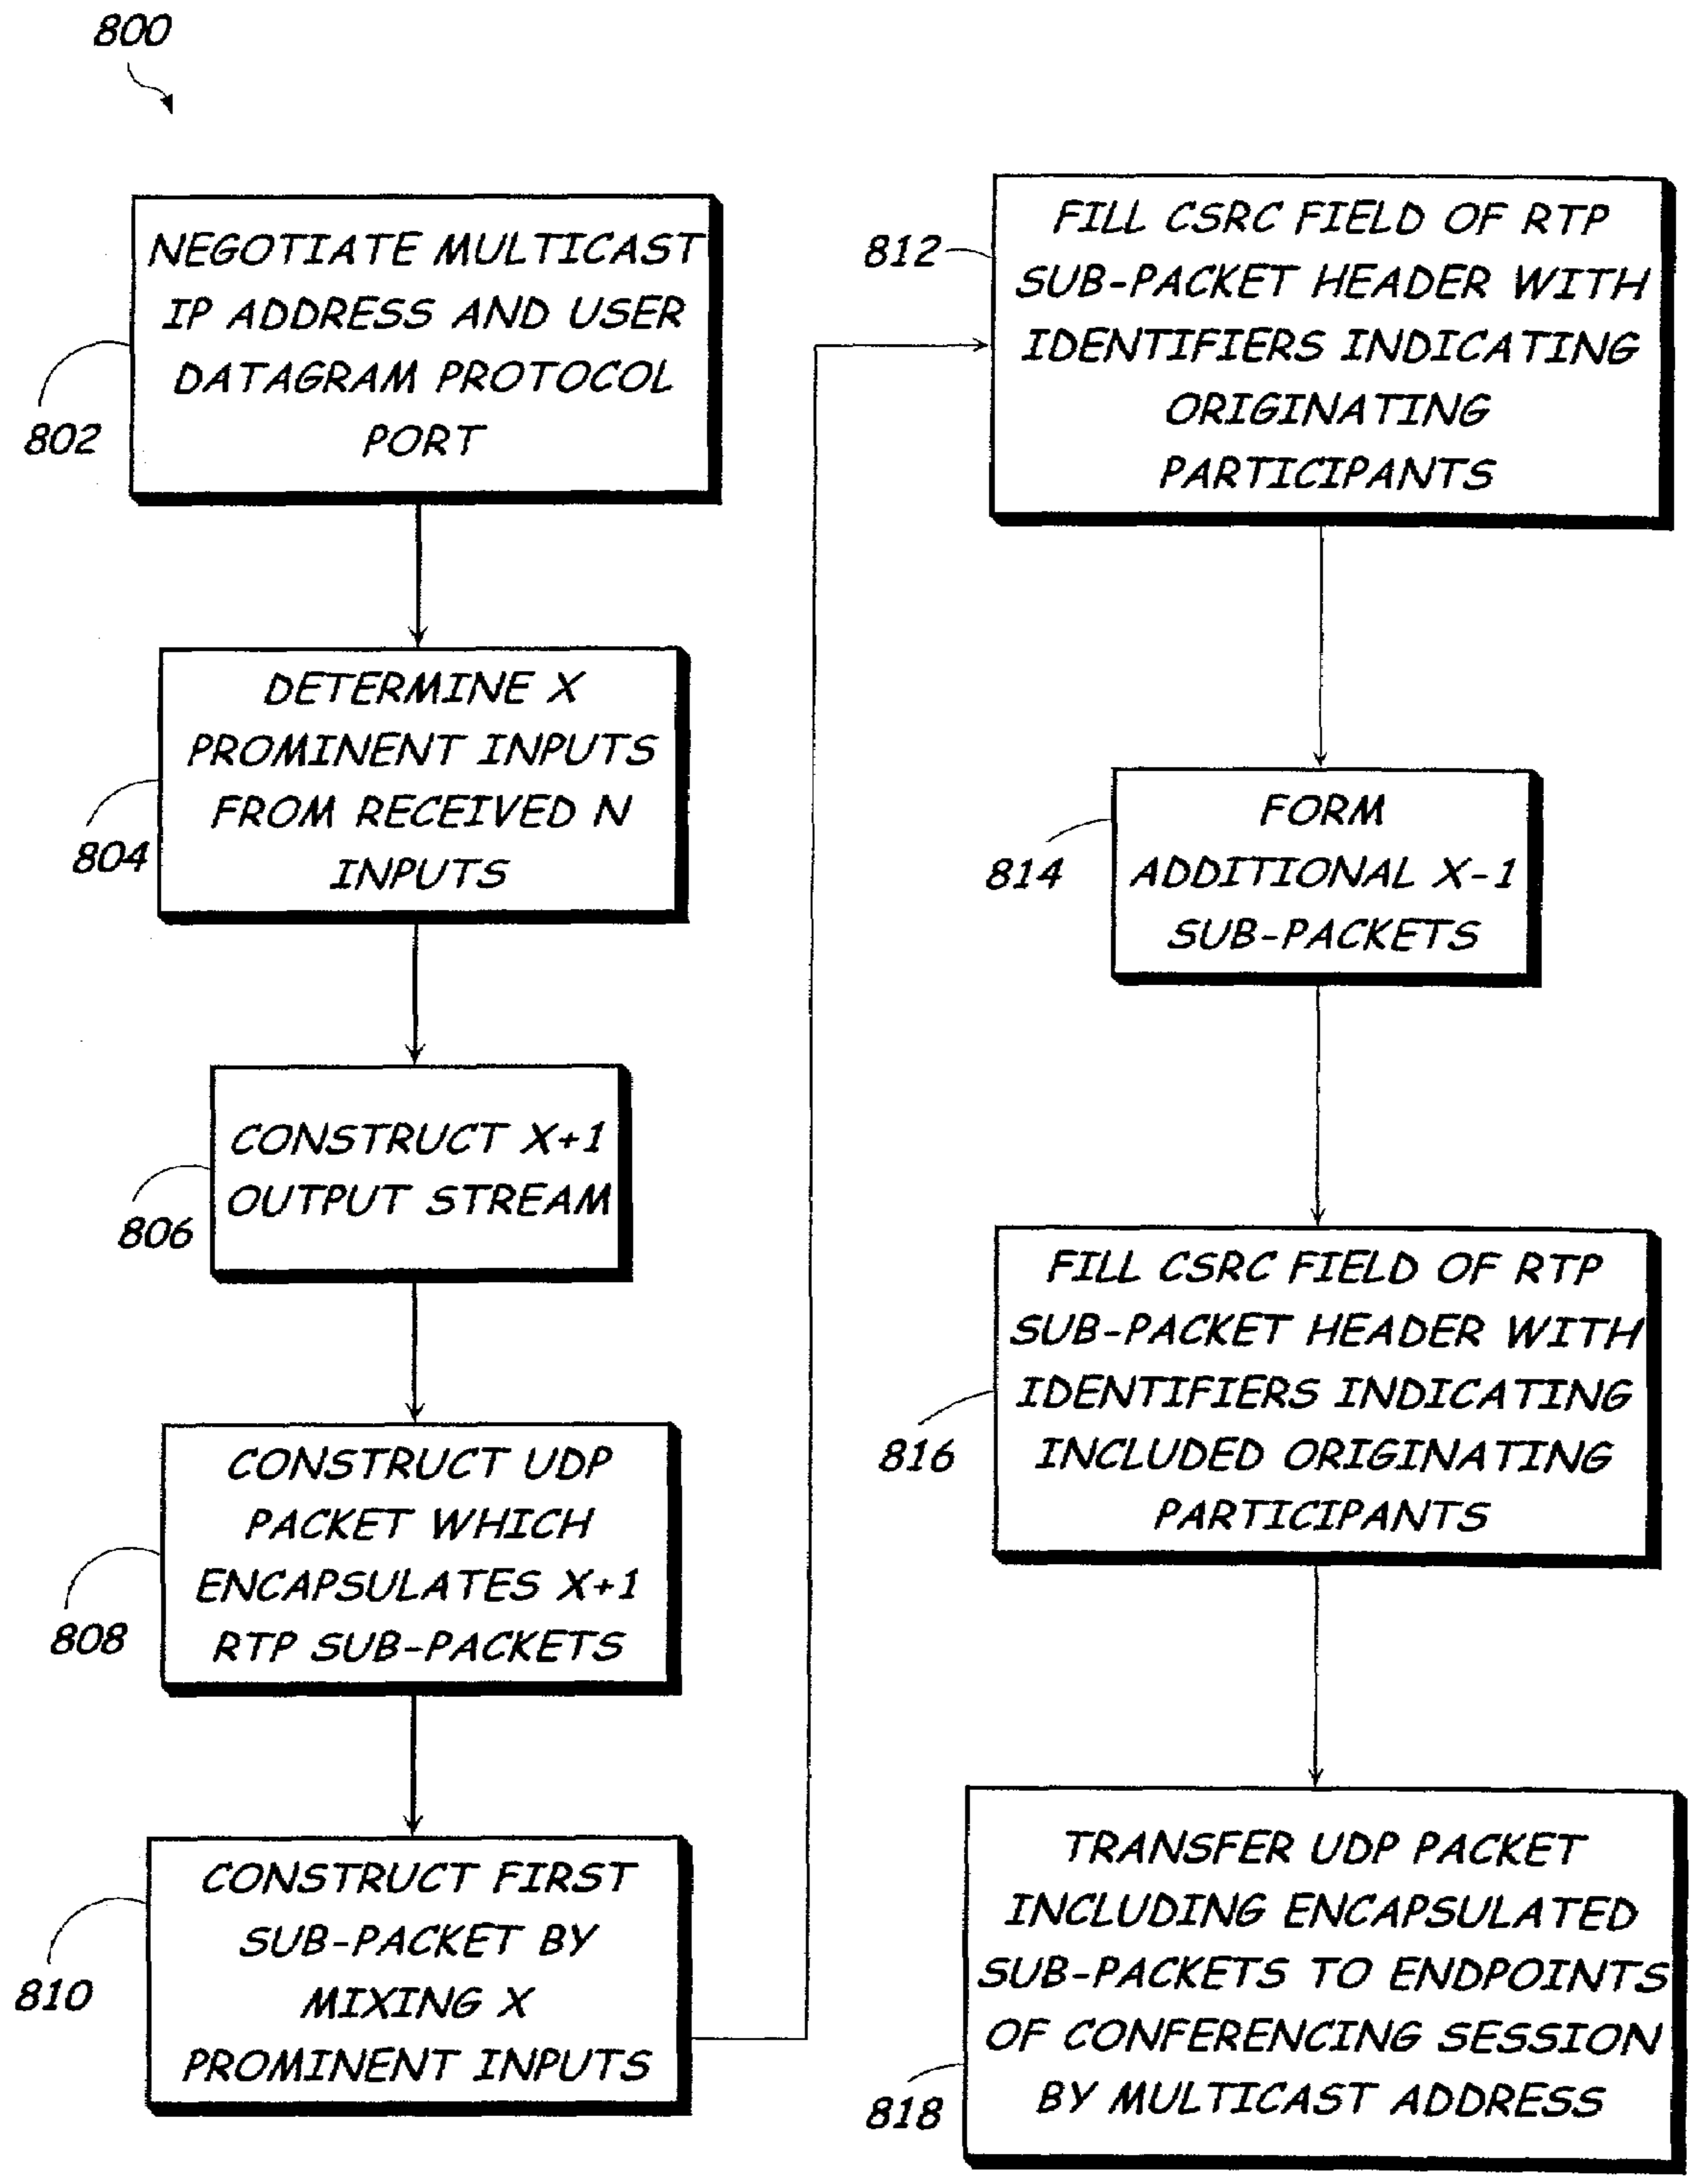 800
NEGOTIATE MULTICAST
IP ADDRESS AND USER
DATAGRAM PROTOCOL
PORT
802
DETERMINE X
PROMINENT INPUTS
FROM RECEIVED N
INPUTS
804
CONSTRUCT X+1
OUTPUT STREAM
806
CONSTRUCT UDP
PACKET WHICH
ENCAPSULATES X+1
RTP SUB-PACKETS
808
CONSTRUCT FIRST
SUB-PACKET BY
MIXING X
PROMINENT INPUTS
810
FILL CSRC FIELD OF RTP
SUB-PACKET HEADER WITH
IDENTIFIERS INDICATING
ORIGINATING
PARTICIPANTS
812
FORM
ADDITIONAL X-1
SUB-PACKETS
814
FILL CSRC FIELD OF RTP
SUB-PACKET HEADER WITH
IDENTIFIERS INDICATING
INCLUDED ORIGINATING
PARTICIPANTS
816
TRANSFER UDP PACKET
INCLUDING ENCAPSULATED
SUB-PACKETS TO ENDPOINTS
OF CONFERENCING SESSION
BY MULTICAST ADDRESS
818